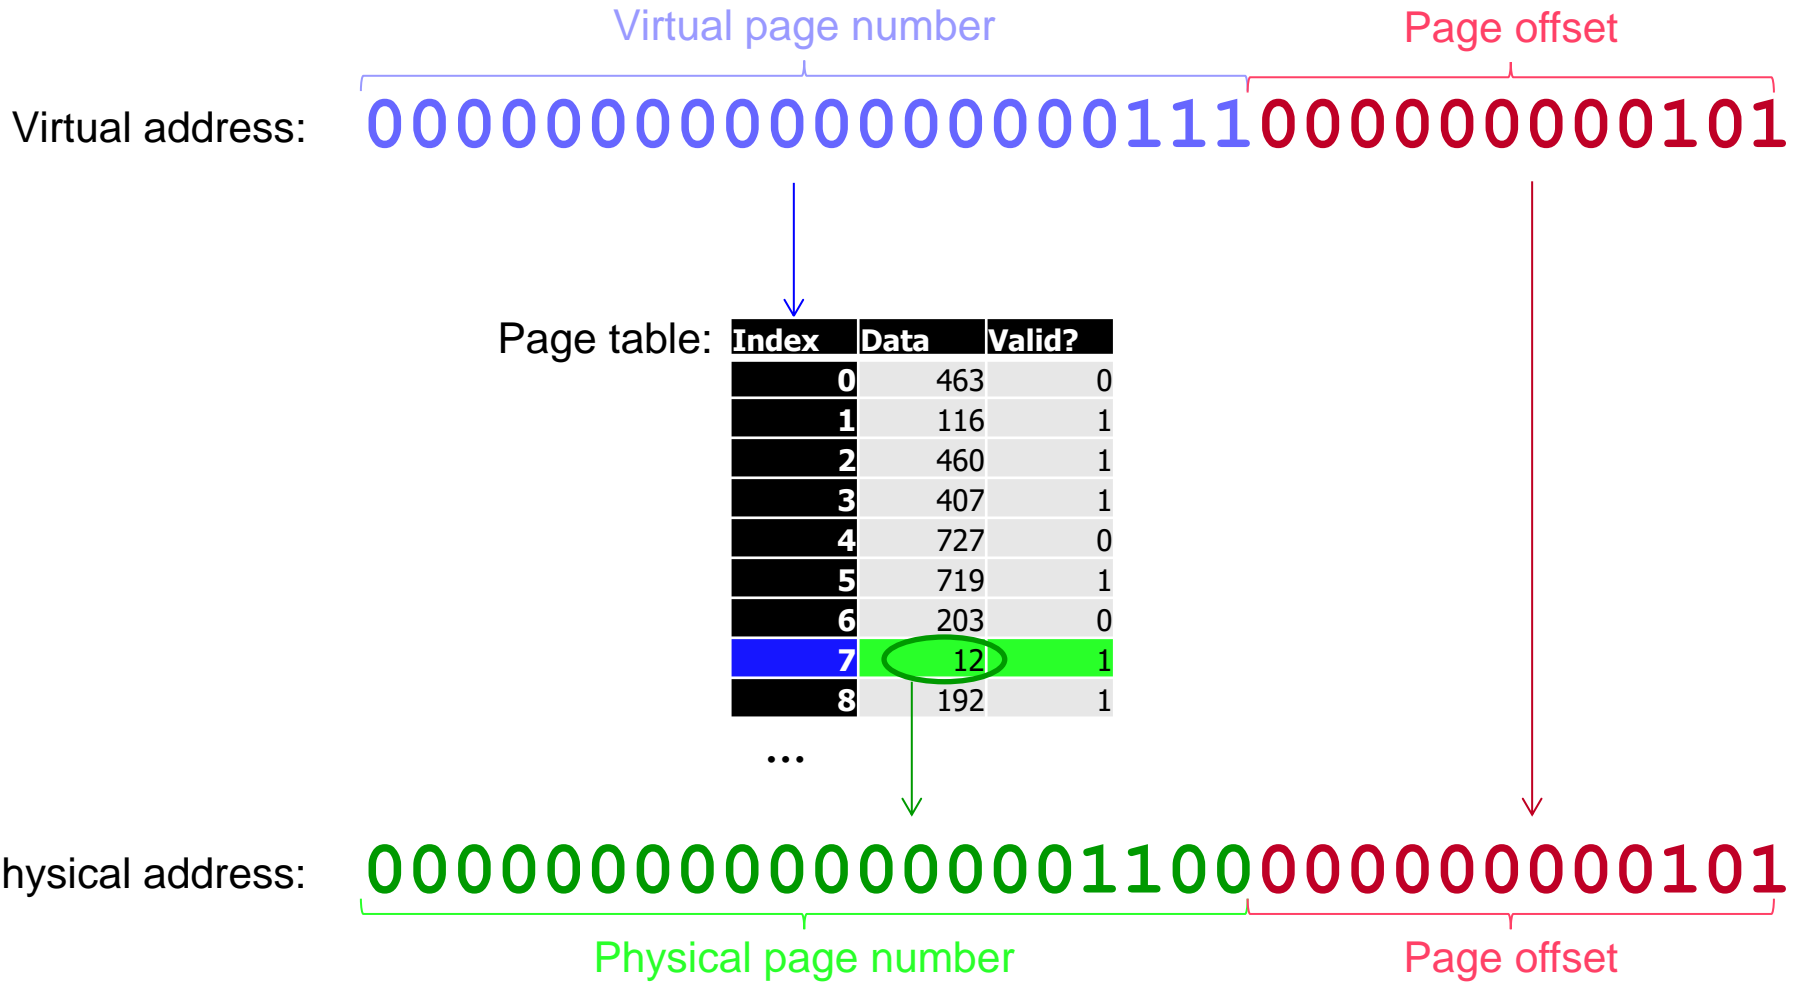 Virtual page number Page offset
Virtual address: 00000000000000000111000000000101
Page table: Index Data Valid?
0 463 0
1 116 1
2 460 1
3 407 1
4 727 0
5 719 1
6 203 0
7 12 1
8 192 1
...
hysical address: 00000000000000001100000000000101
Physical page number Page offset